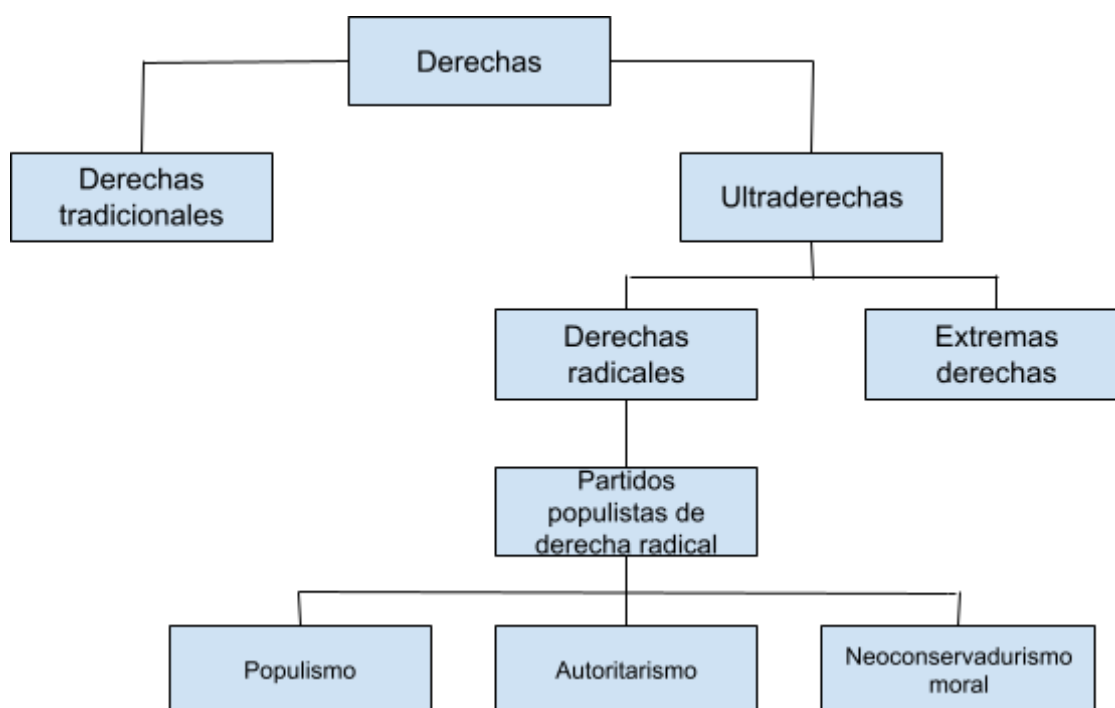 Derechas
Derechas
tradicionales
Ultraderechas
Derechas
radicales
Extremas
derechas
Partidos
populistas de
derecha radical
Populismo
Autoritarismo
Neoconservadurismo
moral